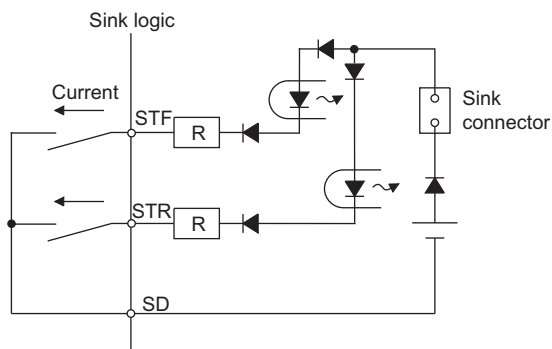 Sink logic
Current
STF
R
Sink
connector
STR
R
SD